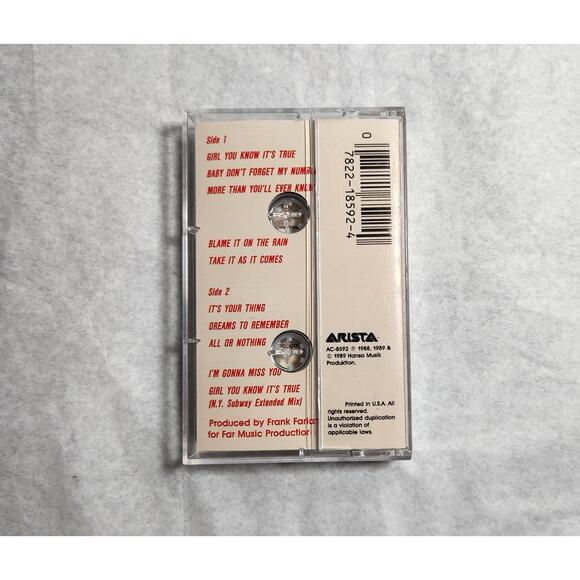 Side 1
GIRL YOU KNOW IT'S TRUE
BABY DON'T FORGET MY NUMB
MORE THAN YOU'LL EVER KNOW
BLAME IT ON THE RAIN
TAKE IT AS IT COMES
Side 2
IT'S YOUR THING
DREAMS TO REMEMBER
ALL OR NOTHING
I'M GONNA MISS YOU
GIRL YOU KNOW IT'S TRUE
(N.Y. Subway Extended Mix)
Produced by Frank Farian
for Far Music Production
0
7822-18592-4
ARISTA
AC-8592 ℗ 1988, 1989 &
© 1989 Hansa Musik
Produktion.
Printed in U.S.A. All
rights reserved.
Unauthorized duplication
is a violation of
applicable laws.